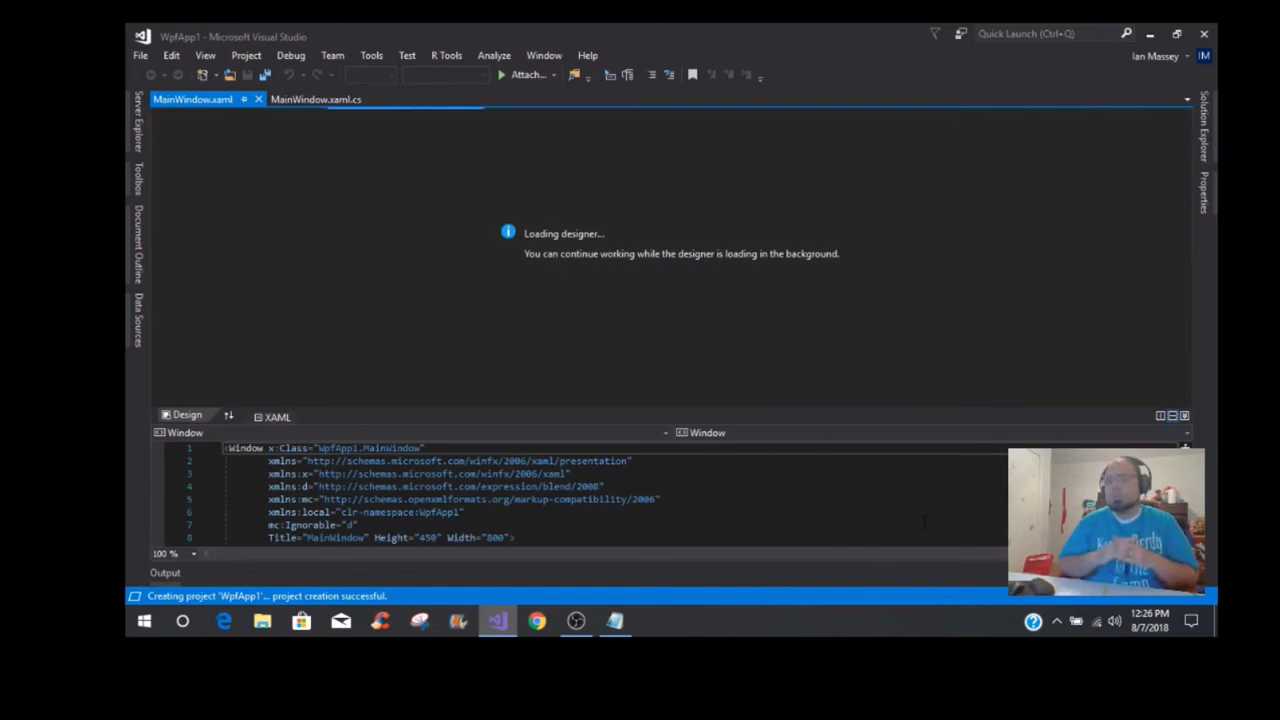 WpfApp1 - Microsoft Visual Studio
Quick Launch (Ctrl+Q)
File Edit View Project Debug Team Tools Test R Tools Analyze Window Help
Ian Massey IM
Attach...
MainWindow.xaml MainWindow.xaml.cs
Server Explorer
Toolbox
Document Outline
Data Sources
Solution Explorer
Properties
Loading designer...
You can continue working while the designer is loading in the background.
Design XAML
Window Window
1 <Window x:Class="WpfApp1.MainWindow"
2 xmlns="http://schemas.microsoft.com/winfx/2006/xaml/presentation"
3 xmlns:x="http://schemas.microsoft.com/winfx/2006/xaml"
4 xmlns:d="http://schemas.microsoft.com/expression/blend/2008"
5 xmlns:mc="http://schemas.openxmlformats.org/markup-compatibility/2006"
6 xmlns:local="clr-namespace:WpfApp1"
7 mc:Ignorable="d"
8 Title="MainWindow" Height="450" Width="800">
100 %
Output
Creating project 'WpfApp1'... project creation successful.
12:26 PM
8/7/2018